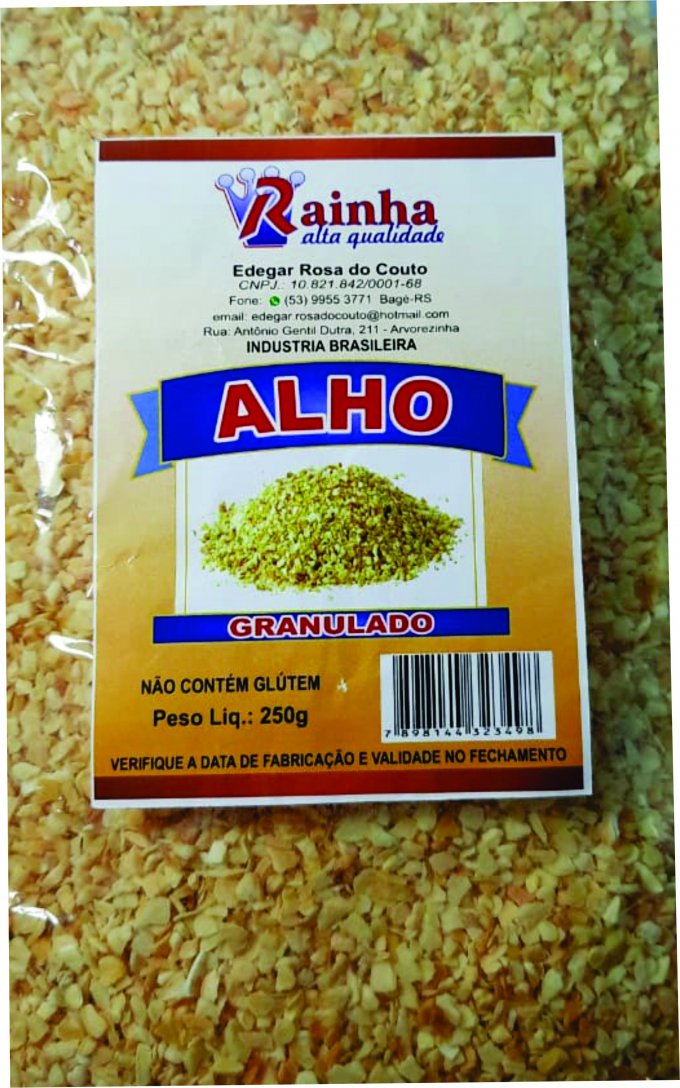 Rainha
alta qualidade
Edegar Rosa do Couto
CNPJ.: 10.821.842/0001-68
Fone: (53) 9955 3771 Bagé-RS
email: edegar.rosadocouto@hotmail.com
Rua: Antônio Gentil Dutra, 211 - Arvorezinha
INDUSTRIA BRASILEIRA
ALHO
GRANULADO
NÃO CONTÉM GLÚTEM
Peso Liq.: 250g
7 898144 323498
VERIFIQUE A DATA DE FABRICAÇÃO E VALIDADE NO FECHAMENTO